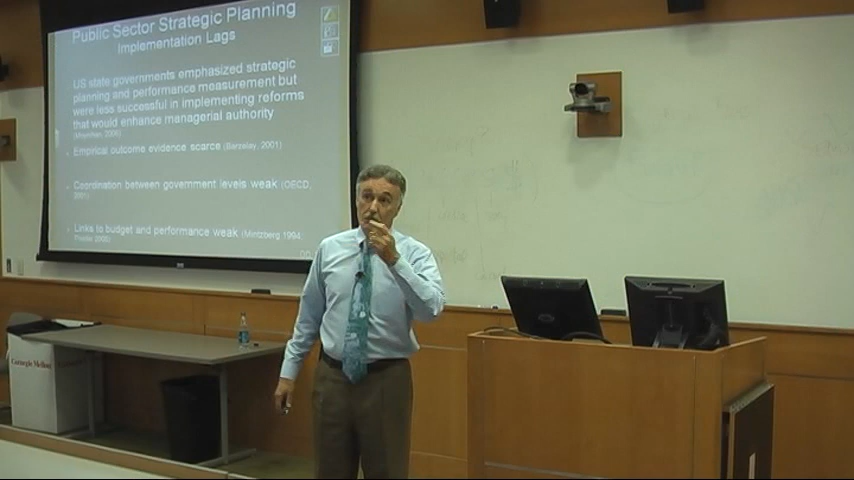 Public Sector Strategic Planning
Implementation Lags
US state governments emphasized strategic
planning and performance measurement but
were less successful in implementing reforms
that would enhance managerial authority
Empirical outcome evidence scarce (Barzelay, 2001)
Coordination between government levels weak (OECD,
Links to budget and performance weak (Mintzberg 1994,
Carnegie Mellon